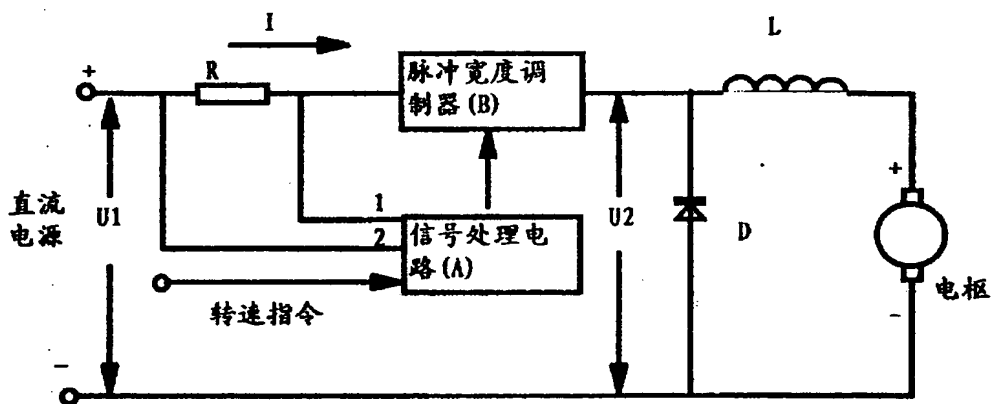 I
L
+
R
脉冲宽度调
制器(B)
直流
电源
U1
1
2
信号处理电
路(A)
U2
D
+
电枢
-
转速指令
-